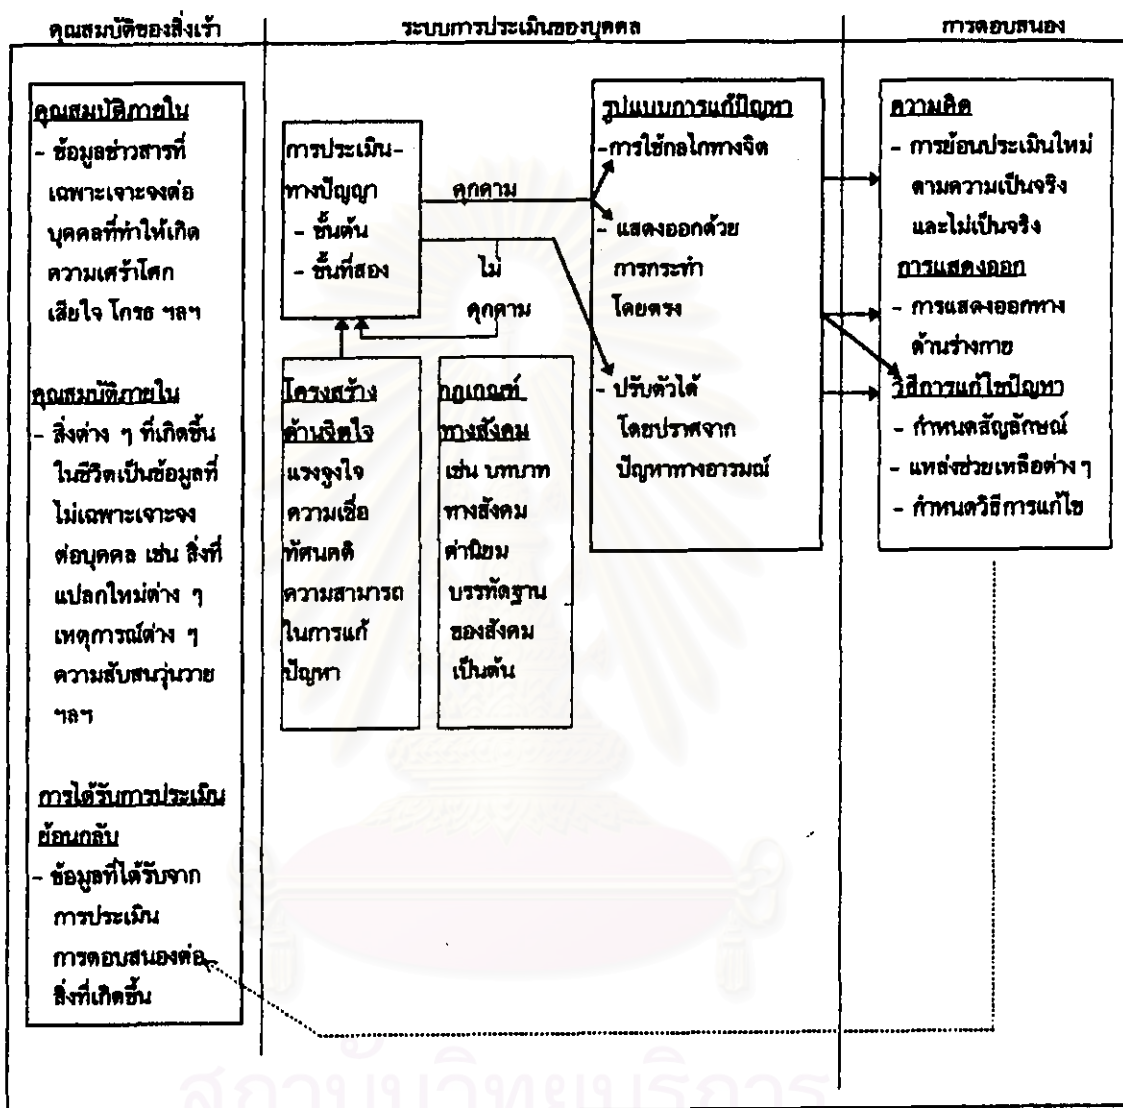 คุณสมบัติของสิ่งเร้า
ระบบการประเมินของบุคคล
การตอบสนอง
คุณสมบัติภายใน
- ข้อมูลข่าวสารที่
เฉพาะเจาะจงต่อ
บุคคลที่ทำให้เกิด
ความเศร้าโศก
เสียใจ โกรธ ฯลฯ
คุณสมบัติภายใน
- สิ่งต่าง ๆ ที่เกิดขึ้น
ในชีวิตเป็นข้อมูลที่
ไม่เฉพาะเจาะจง
ต่อบุคคล เช่น สิ่งที่
แปลกใหม่ต่าง ๆ
เหตุการณ์ต่าง ๆ
ความสับสนวุ่นวาย
ฯลฯ
การได้รับการประเมิน
ย้อนกลับ
- ข้อมูลที่ได้รับจาก
การประเมิน
การตอบสนองต่อ
สิ่งที่เกิดขึ้น
การประเมิน-
ทางปัญญา
- ขั้นต้น
- ขั้นที่สอง
คุกคาม
ไม่
คุกคาม
โครงสร้าง
ด้านจิตใจ
แรงจูงใจ
ความเชื่อ
ทัศนคติ
ความสามารถ
ในการแก้
ปัญหา
กฎเกณฑ์
ทางสังคม
เช่น บทบาท
ทางสังคม
ค่านิยม
บรรทัดฐาน
ของสังคม
เป็นต้น
รูปแบบการแก้ปัญหา
-การใช้กลไกทางจิต
- แสดงออกด้วย
การกระทำ
โดยตรง
- ปรับตัวได้
โดยปราศจาก
ปัญหาทางอารมณ์
ความคิด
- การย้อนประเมินใหม่
ตามความเป็นจริง
และไม่เป็นจริง
การแสดงออก
- การแสดงออกทาง
ด้านร่างกาย
วิธีการแก้ไขปัญหา
- กำหนดสัญลักษณ์
- แหล่งช่วยเหลือต่าง ๆ
- กำหนดวิธีการแก้ไข
สถาบันวิทยบริการ